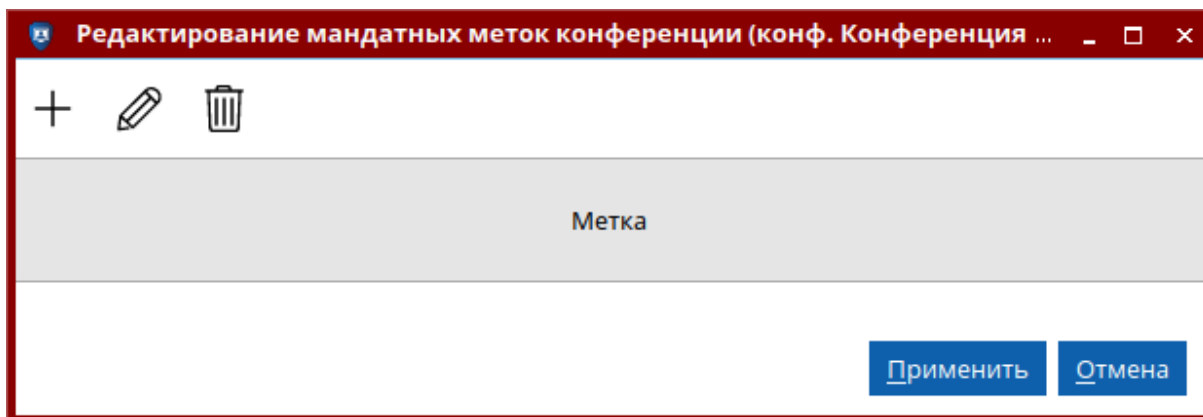 Редактирование мандатных меток конференции (конф. Конференция ...
Метка
Применить Отмена